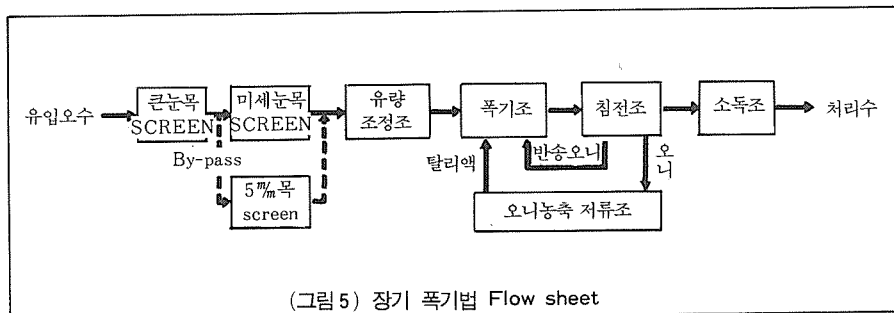 유입오수
큰눈목
SCREEN
미세눈목
SCREEN
유량
조정조
폭기조
침전조
소독조
처리수
By-pass
5㎜목
screen
탈리액
반송오니
오
니
오니농축 저류조
(그림 5) 장기 폭기법 Flow sheet